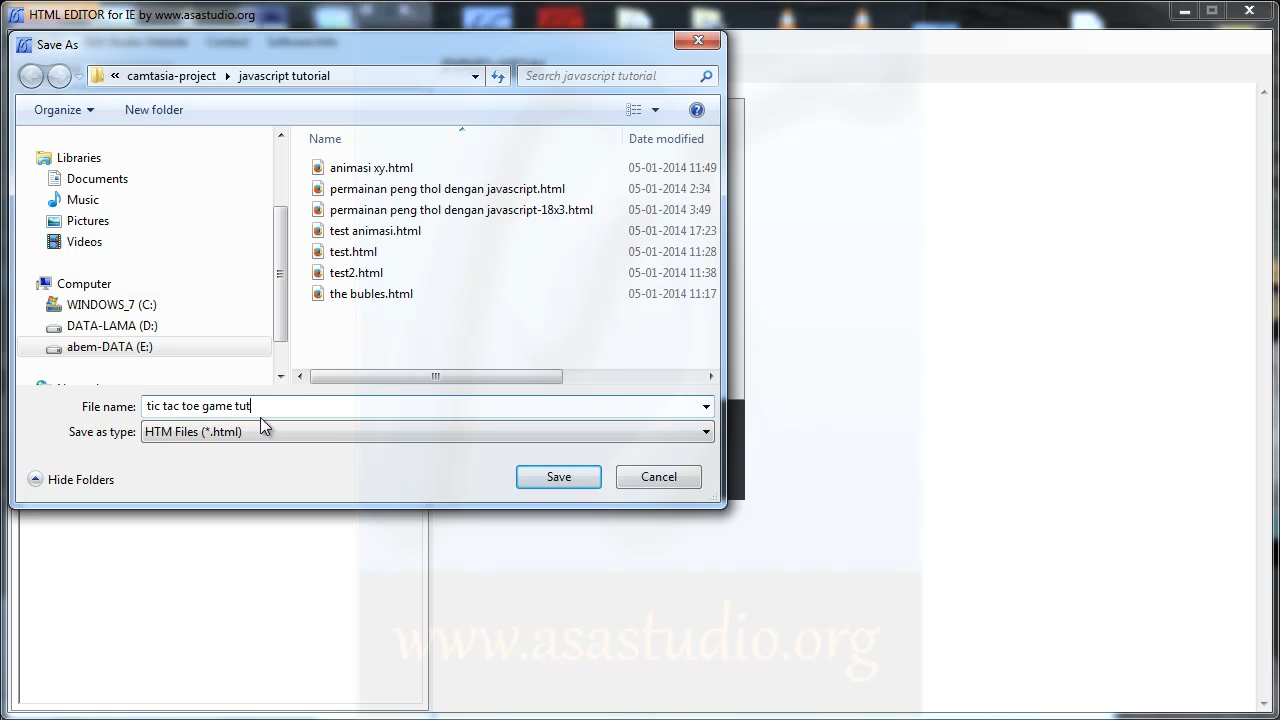 HTML EDITOR for IE by www.asastudio.org
Save As
camtasia-project javascript tutorial
Search javascript tutorial
Organize New folder
Name Date modified
Libraries
Documents
Music
Pictures
Videos
Computer
WINDOWS_7 (C:)
DATA-LAMA (D:)
abem-DATA (E:)
animasi xy.html 05-01-2014 11:49
permainan peng thol dengan javascript.html 05-01-2014 2:34
permainan peng thol dengan javascript-18x3.html 05-01-2014 3:49
test animasi.html 05-01-2014 17:23
test.html 05-01-2014 11:28
test2.html 05-01-2014 11:38
the bubles.html 05-01-2014 11:17
File name: tic tac toe game tut
Save as type: HTM Files (*.html)
Hide Folders
Save Cancel
www.asastudio.org